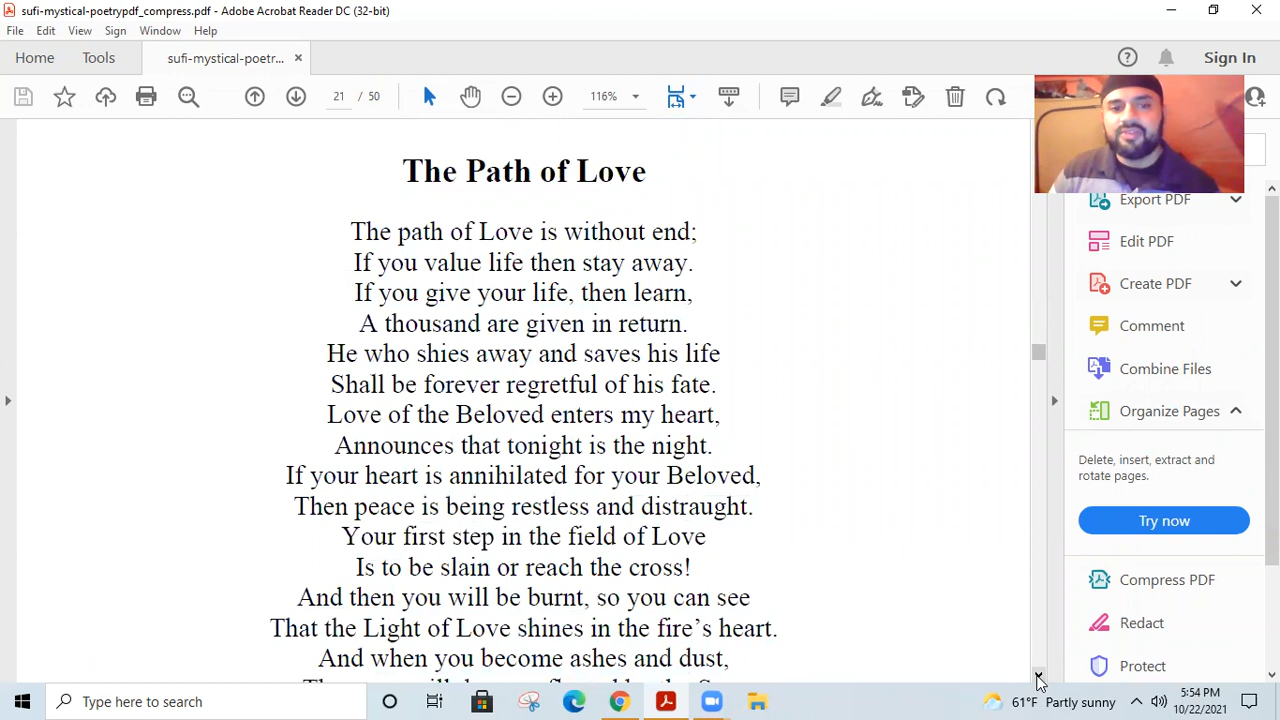 sufi-mystical-poetrypdf_compress.pdf - Adobe Acrobat Reader DC (32-bit)
File Edit View Sign Window Help
Home Tools sufi-mystical-poetr... ×
Sign In
21 / 50
116%
The Path of Love
The path of Love is without end;
If you value life then stay away.
If you give your life, then learn,
A thousand are given in return.
He who shies away and saves his life
Shall be forever regretful of his fate.
Love of the Beloved enters my heart,
Announces that tonight is the night.
If your heart is annihilated for your Beloved,
Then peace is being restless and distraught.
Your first step in the field of Love
Is to be slain or reach the cross!
And then you will be burnt, so you can see
That the Light of Love shines in the fire's heart.
And when you become ashes and dust,
Export PDF
Edit PDF
Create PDF
Comment
Combine Files
Organize Pages
Delete, insert, extract and
rotate pages.
Try now
Compress PDF
Redact
Protect
Type here to search
61°F Partly sunny
5:54 PM
10/22/2021